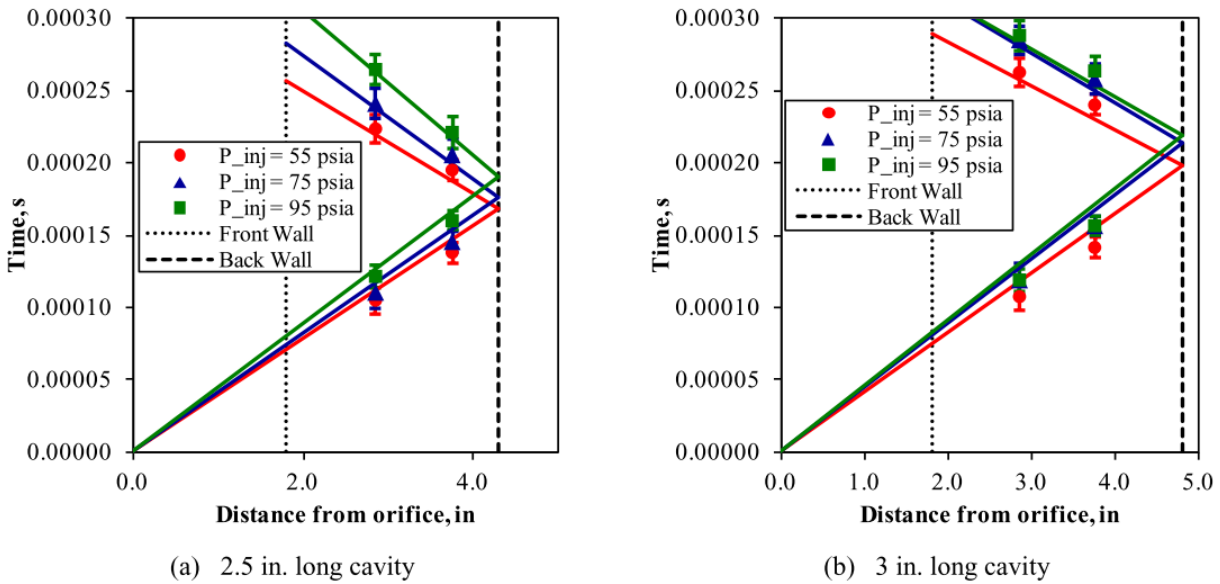 0.00030
0.00025
0.00020
0.00015
0.00010
0.00005
0.00000
Time, s
P_inj = 55 psia
P_inj = 75 psia
P_inj = 95 psia
Front Wall
Back Wall
0.0 2.0 4.0
Distance from orifice, in
(a) 2.5 in. long cavity
0.00030
0.00025
0.00020
0.00015
0.00010
0.00005
0.00000
Time, s
P_inj = 55 psia
P_inj = 75 psia
P_inj = 95 psia
Front Wall
Back Wall
0.0 1.0 2.0 3.0 4.0 5.0
Distance from orifice, in
(b) 3 in. long cavity